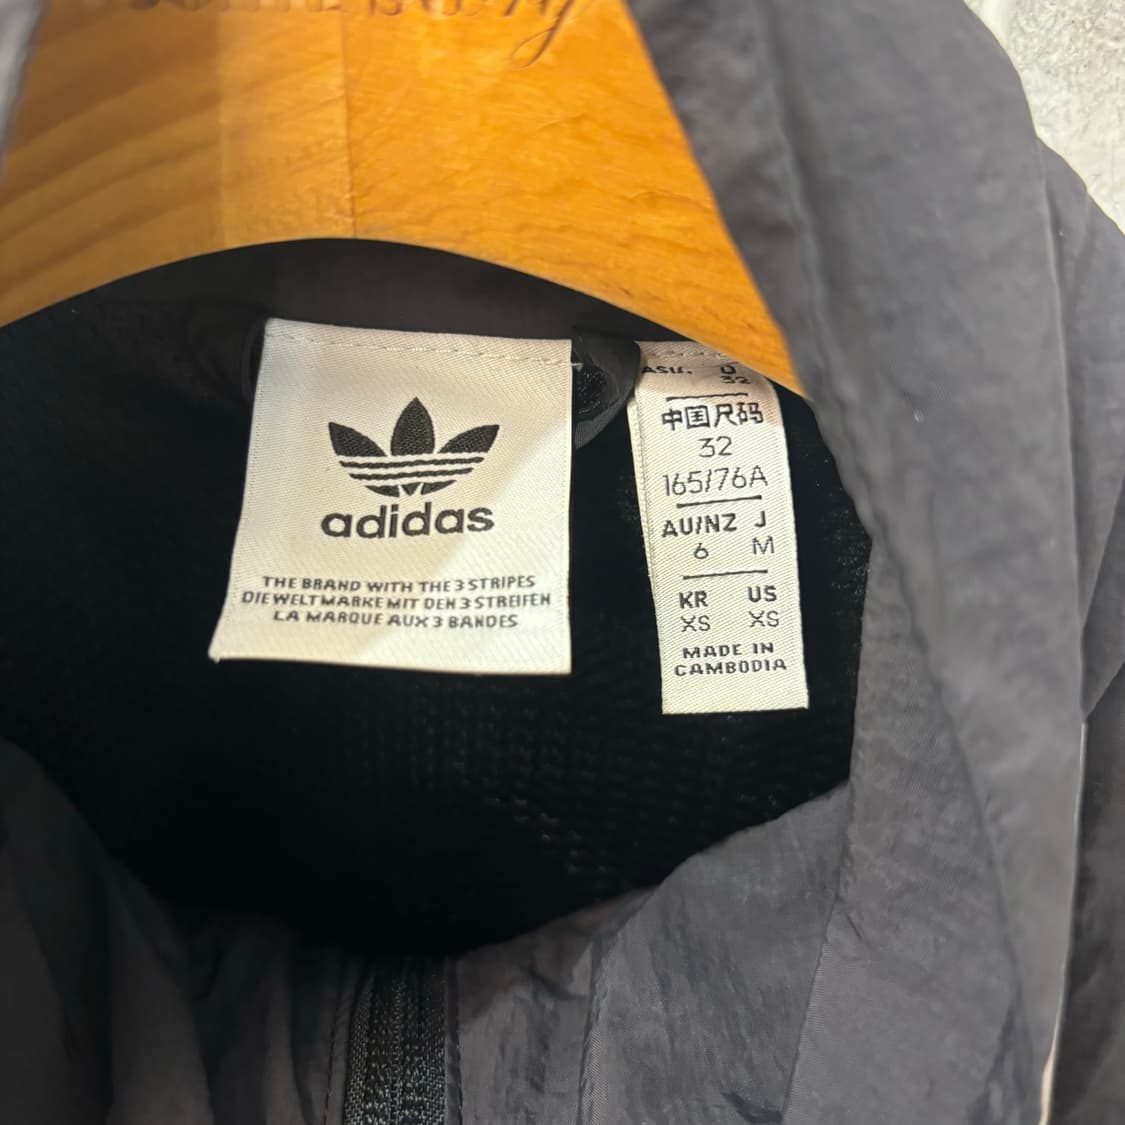 adidas
THE BRAND WITH THE 3 STRIPES
DIE WELTMARKE MIT DEN 3 STREIFEN
LA MARQUE AUX 3 BANDES
D
32
中国尺码
32
165/76A
AU/NZ J
6 M
KR US
XS XS
MADE IN
CAMBODIA